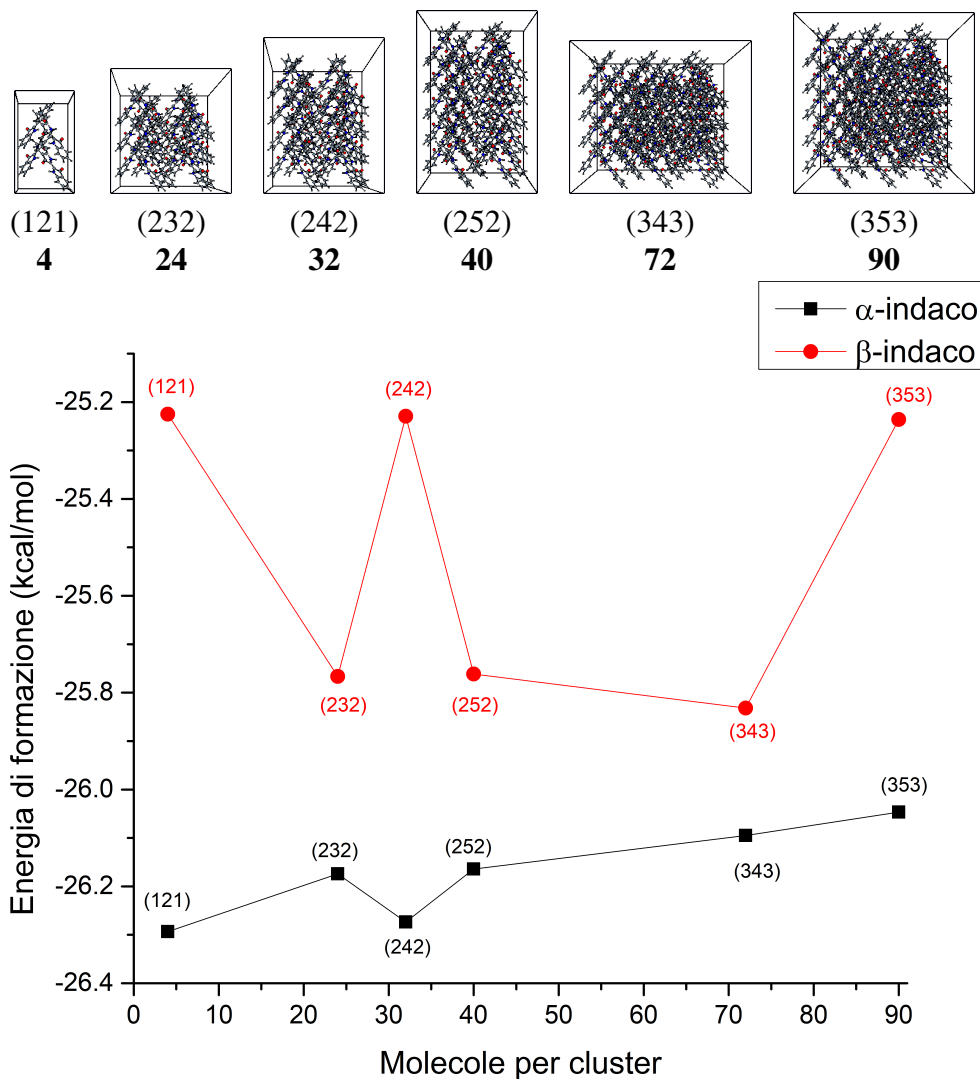 (121) (232) (242) (252) (343) (353)
4 24 32 40 72 90
α-indaco
β-indaco
Energia di formazione (kcal/mol)
-25.2
-25.4
-25.6
-25.8
-26.0
-26.2
-26.4
(121)
(232)
(242)
(252)
(343)
(353)
(121)
(232)
(242)
(252)
(343)
(353)
0 10 20 30 40 50 60 70 80 90
Molecole per cluster